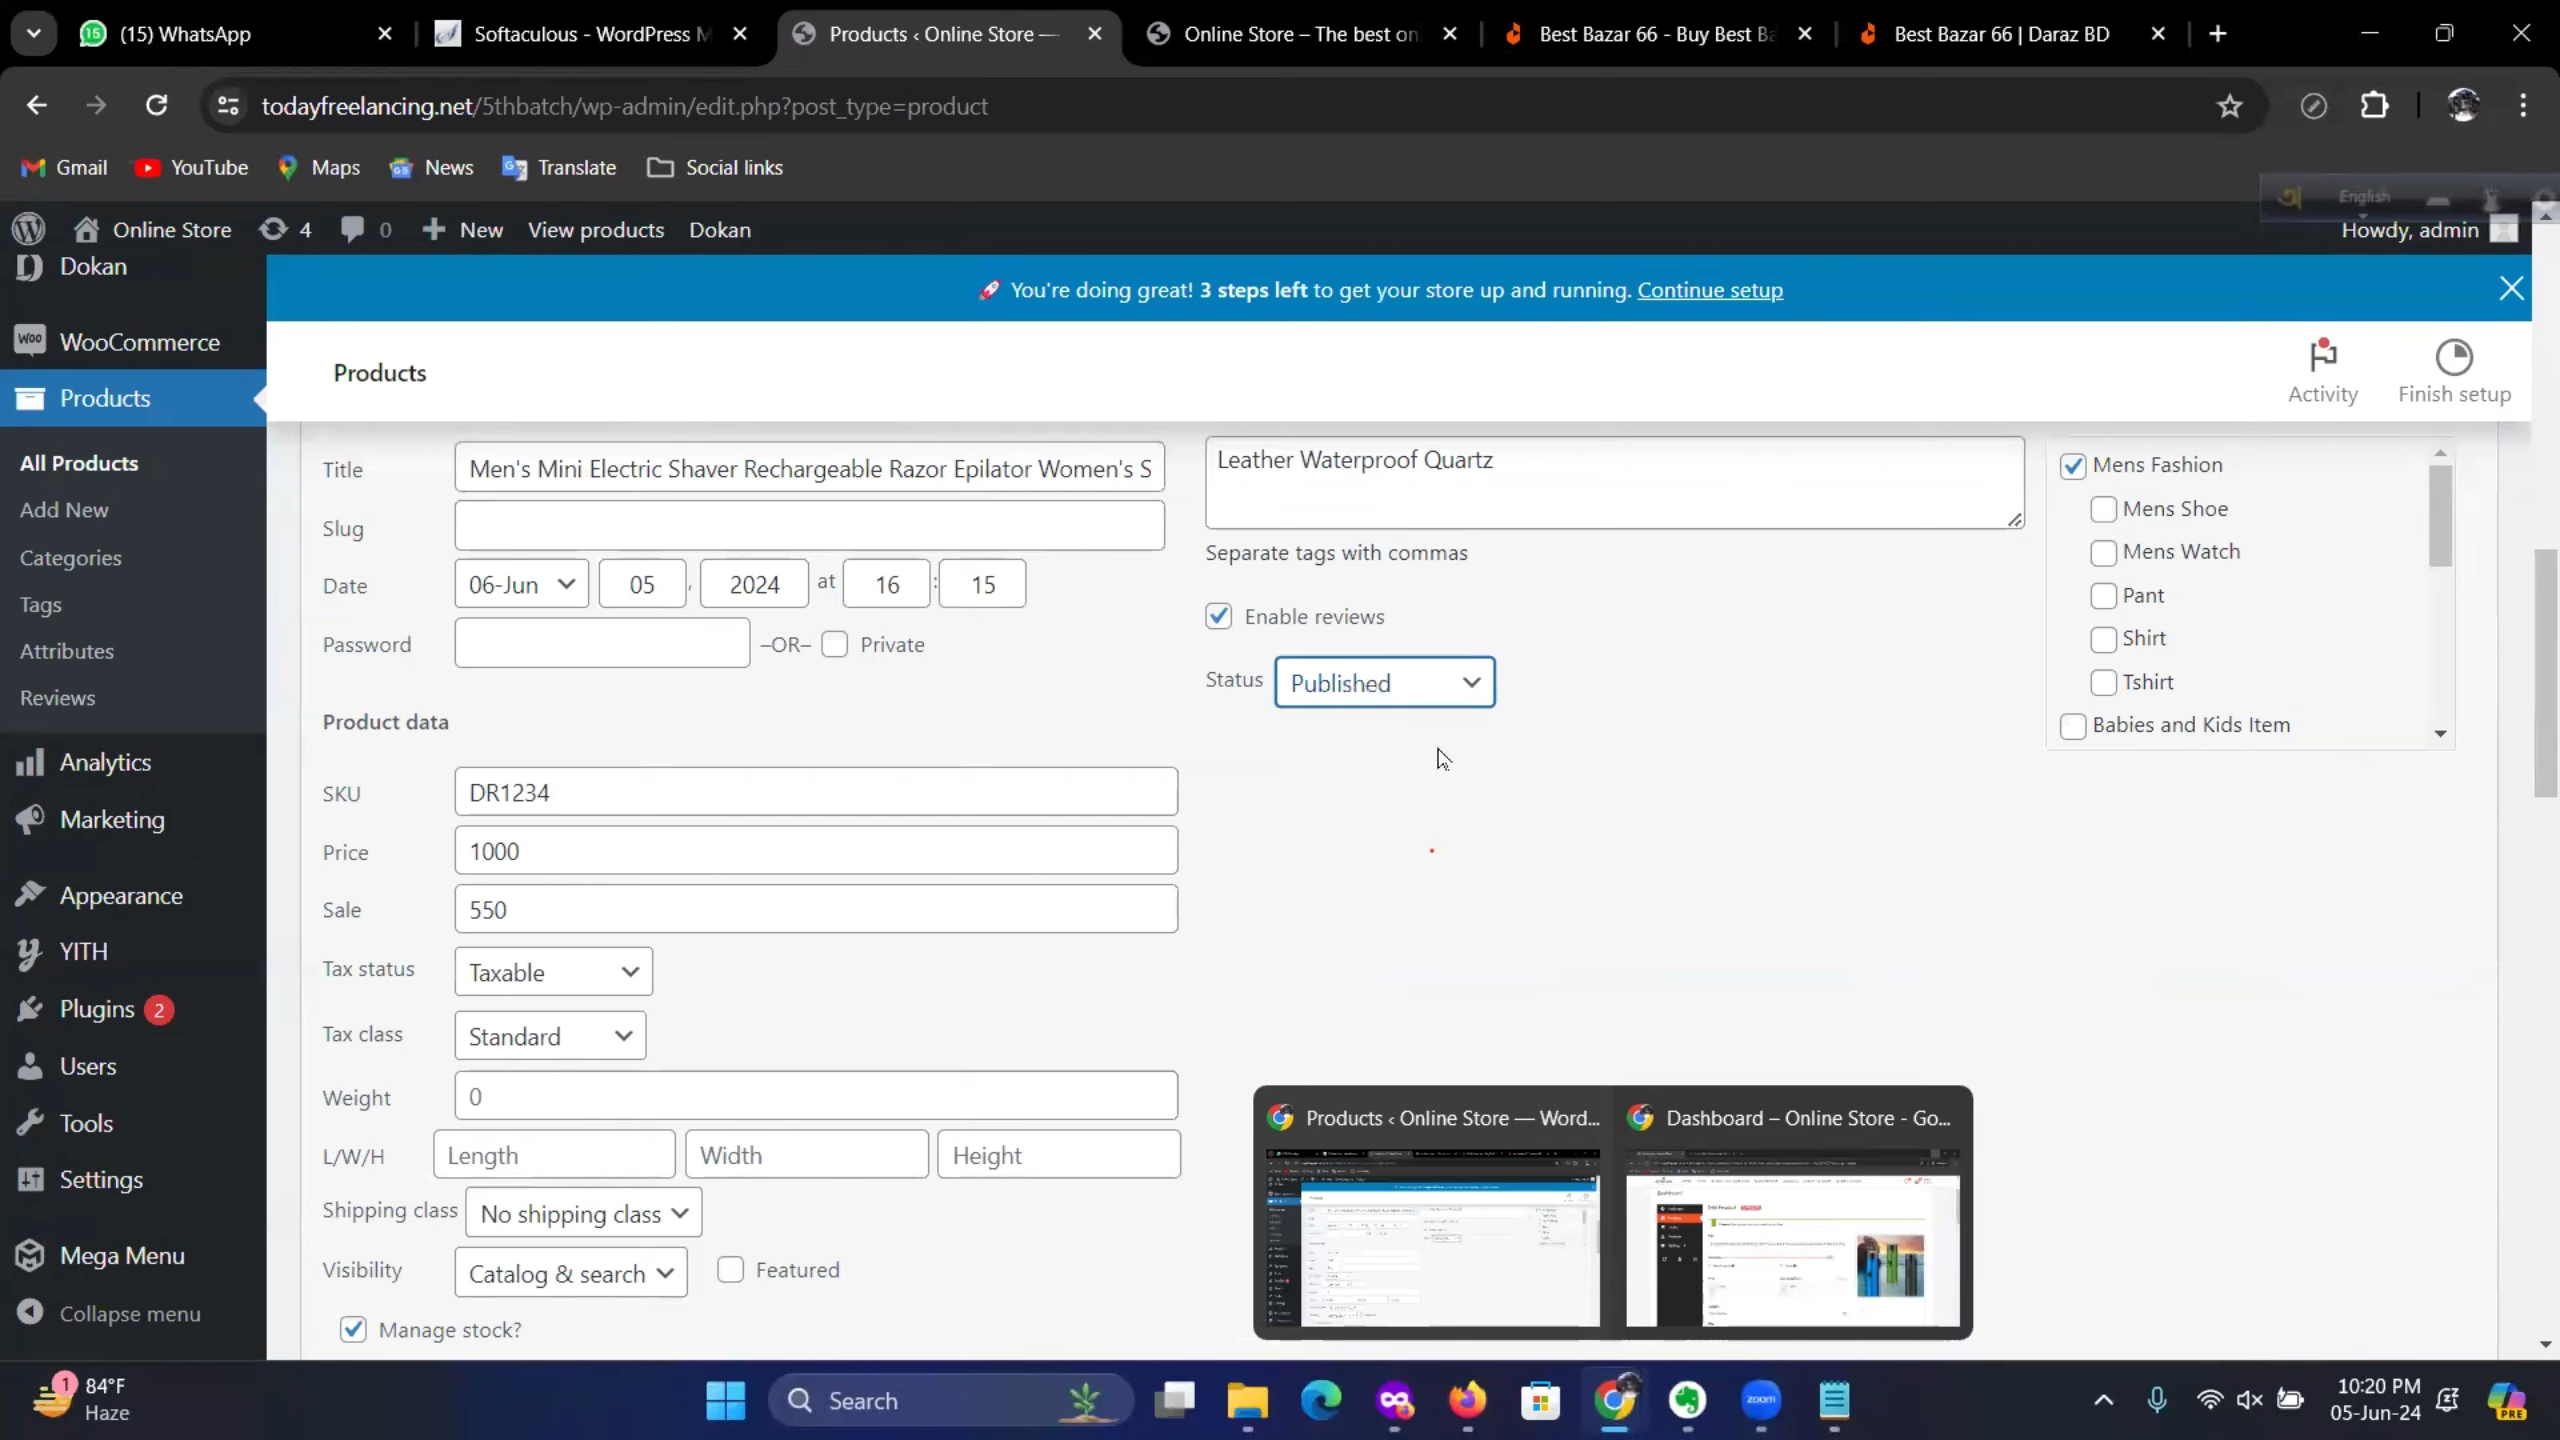 (15) WhatsApp
Softaculous - WordPress M
Products ‹ Online Store —
Online Store – The best on
Best Bazar 66 - Buy Best Ba
Best Bazar 66 | Daraz BD
todayfreelancing.net/5thbatch/wp-admin/edit.php?post_type=product
Gmail
YouTube
Maps
News
Translate
Social links
English
Online Store
4
0
New
View products
Dokan
Howdy, admin
Dokan
WooCommerce
Products
All Products
Add New
Categories
Tags
Attributes
Reviews
Analytics
Marketing
Appearance
YITH
Plugins 2
Users
Tools
Settings
Mega Menu
Collapse menu
You're doing great! 3 steps left to get your store up and running. Continue setup
Products
Activity
Finish setup
Title
Men's Mini Electric Shaver Rechargeable Razor Epilator Women's S
Slug
Date
06-Jun 05, 2024 at 16:15
Password
–OR– Private
Product data
SKU
DR1234
Price
1000
Sale
550
Tax status
Taxable
Tax class
Standard
Weight
0
L/W/H
Length
Width
Height
Shipping class
No shipping class
Visibility
Catalog & search
Featured
Manage stock?
Leather Waterproof Quartz
Separate tags with commas
Enable reviews
Status
Published
Mens Fashion
Mens Shoe
Mens Watch
Pant
Shirt
Tshirt
Babies and Kids Item
Products ‹ Online Store — Word...
Dashboard – Online Store - Go...
1
84°F
Haze
Search
zoom
10:20 PM
05-Jun-24
PRE